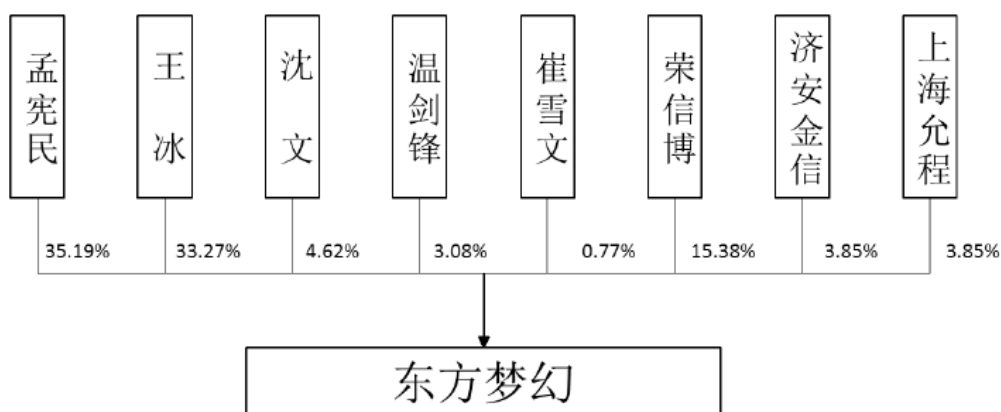 孟宪民
王冰
沈文
温剑锋
崔雪文
荣信博
济安金信
上海允程
35.19%
33.27%
4.62%
3.08%
0.77%
15.38%
3.85%
3.85%
东方梦幻